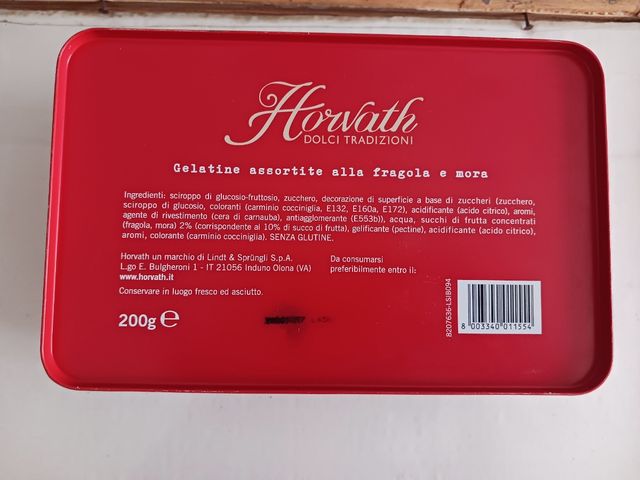 Horvath
DOLCI TRADIZIONI
Gelatine assortite alla fragola e mora
Ingredienti: sciroppo di glucosio-fruttosio, zucchero, decorazione di superficie a base di zuccheri (zucchero,
sciroppo di glucosio, coloranti (carminio cocciniglia, E132, E160a, E172), acidificante (acido citrico), aromi,
agente di rivestimento (cera di carnauba), antiagglomerante (E553b)), acqua, succhi di frutta concentrati
(fragola, mora) 2% (corrispondente al 10% di succo di frutta), gelificante (pectine), acidificante (acido citrico),
aromi, colorante (carminio cocciniglia). SENZA GLUTINE.
Horvath un marchio di Lindt & Sprüngli S.p.A.
L.go E. Bulgheroni 1 - IT 21056 Induno Olona (VA)
www.horvath.it
Da consumarsi
preferibilmente entro il:
Conservare in luogo fresco ed asciutto.
200g e
8207636-LSIB094
8 003340 011554